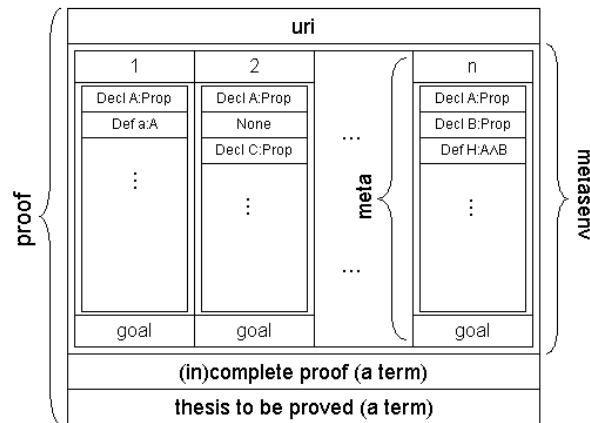 uri
1 2 n
Decl A:Prop Decl A:Prop Decl A:Prop
Def a:A None Decl B:Prop
Decl C:Prop Def H:A∧B
...
⋮
⋮ ⋮
...
goal goal goal
(in)complete proof (a term)
thesis to be proved (a term)
proof
meta
metasenv